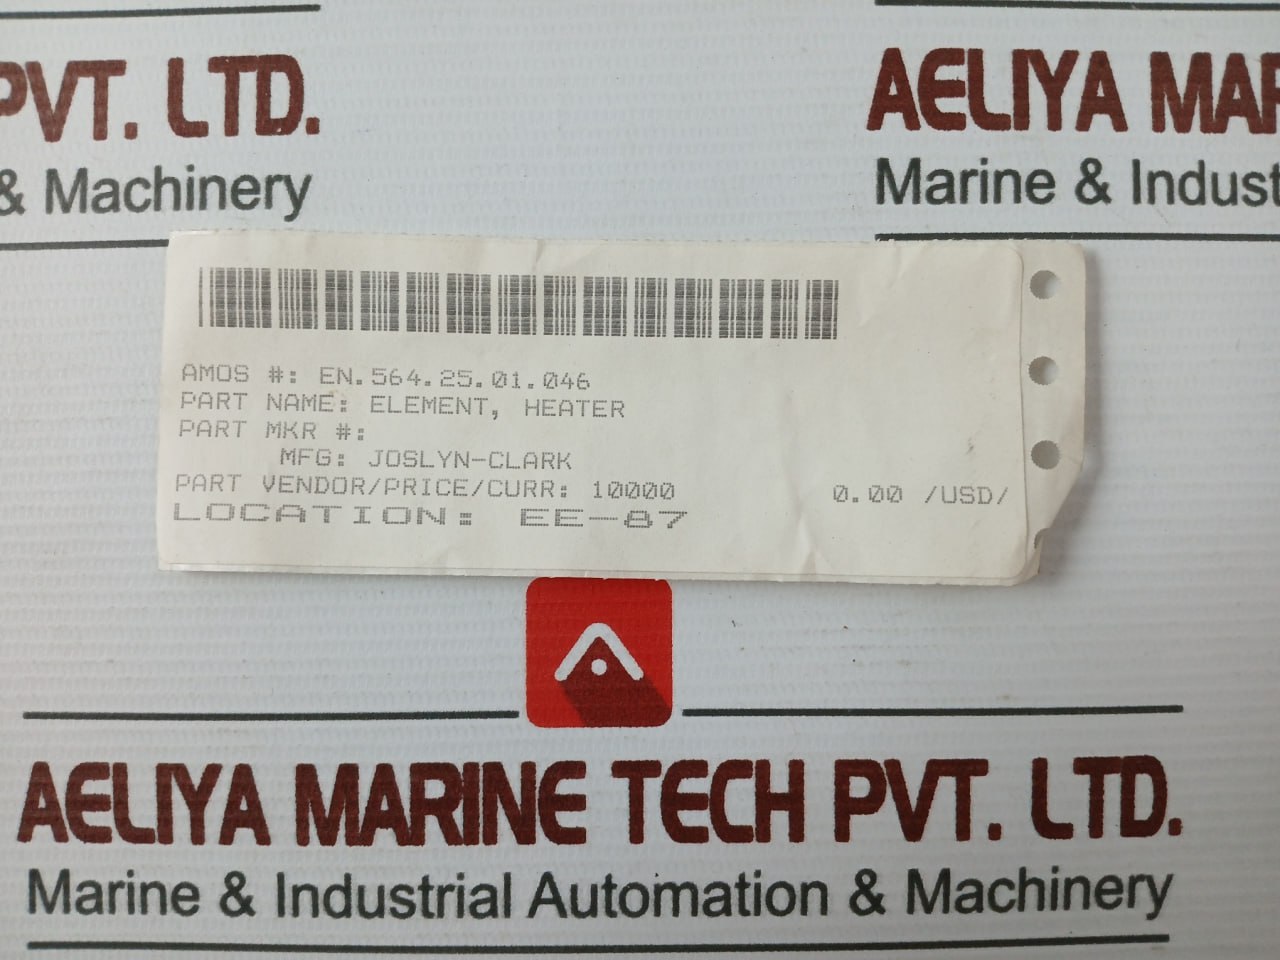 PVT. LTD.
& Machinery
AELIYA MAR
Marine & Indust
AMOS #: EN.564.25.01.046
PART NAME: ELEMENT, HEATER
PART MKR #:
MFG: JOSLYN-CLARK
PART VENDOR/PRICE/CURR: 10000 0.00 /USD/
LOCATION: EE-87
AELIYA MARINE TECH PVT. LTD.
Marine & Industrial Automation & Machinery